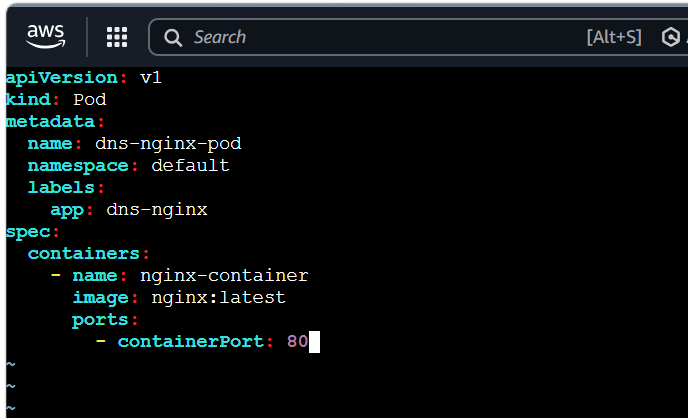 aws
Search [Alt+S]
apiVersion: v1
kind: Pod
metadata:
  name: dns-nginx-pod
  namespace: default
  labels:
    app: dns-nginx
spec:
  containers:
    - name: nginx-container
      image: nginx:latest
      ports:
        - containerPort: 80
~
~
~